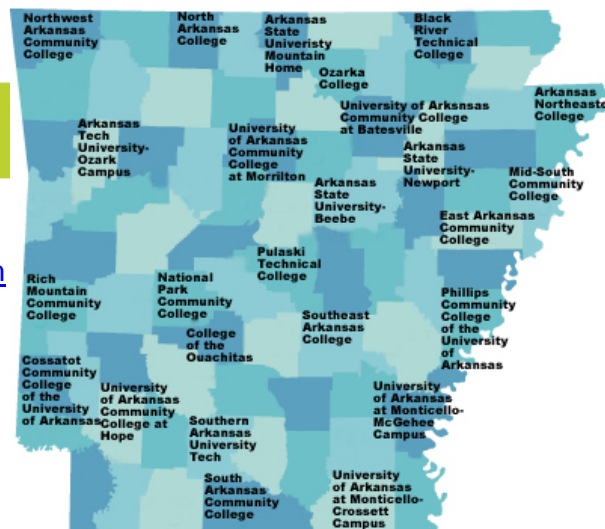 Northwest
Arkansas
Community
College
North
Arkansas
College
Arkansas
State
Univeristy
Mountain
Home
Black
River
Technical
College
Ozarka
College
Arkansas
Northeaste
College
University of Arksnsas
Community College
at Batesville
Arkansas
Tech
University-
Ozark
Campus
University
of Arkansas
Community
College
at Morrilton
Arkansas
State
University-
Newport
Mid-South
Community
College
Arkansas
State
University-
Beebe
East Arkansas
Community
College
Pulaski
Technical
College
n
Rich
Mountain
Community
College
National
Park
Community
College
Phillips
Community
College
of the
University
of
Arkansas
Southeast
Arkansas
College
College
of the
Ouachitas
Cossatot
Community
College
of the
University
of Arkansas
University
of Arkansas
Community
College at
Hope
University
of Arkansas
at Monticello-
McGehee
Campus
Southern
Arkansas
University
Tech
South
Arkansas
Community
College
University
of Arkansas
at Monticello-
Crossett
Campus